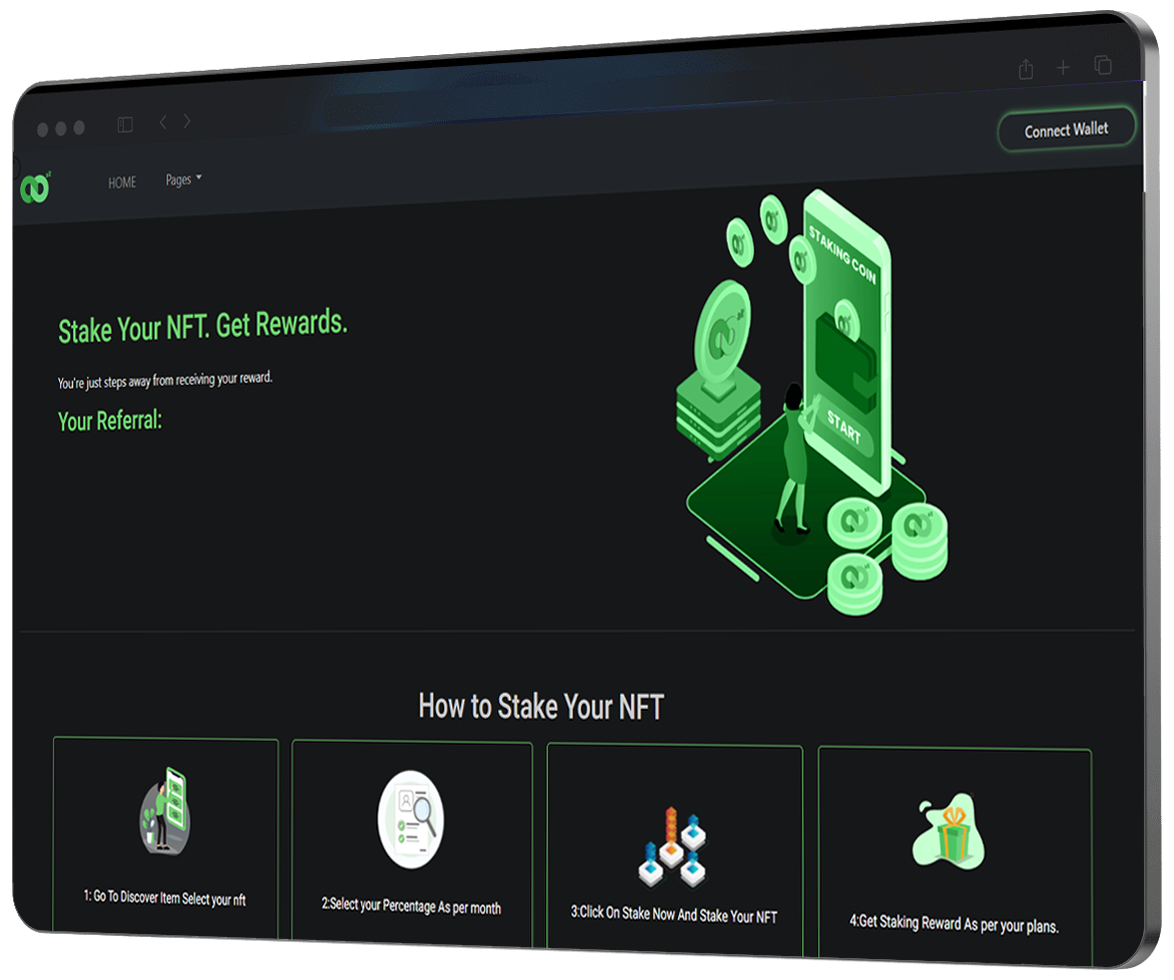 Connect Wallet
HOME
Pages
STAKING COIN
Stake Your NFT. Get Rewards.
You're just steps away from receiving your reward.
Your Referral:
START
How to Stake Your NFT
1: Go To Discover Item Select your nft
2:Select your Percentage As per month
3:Click On Stake Now And Stake Your NFT
4:Get Staking Reward As per your plans.